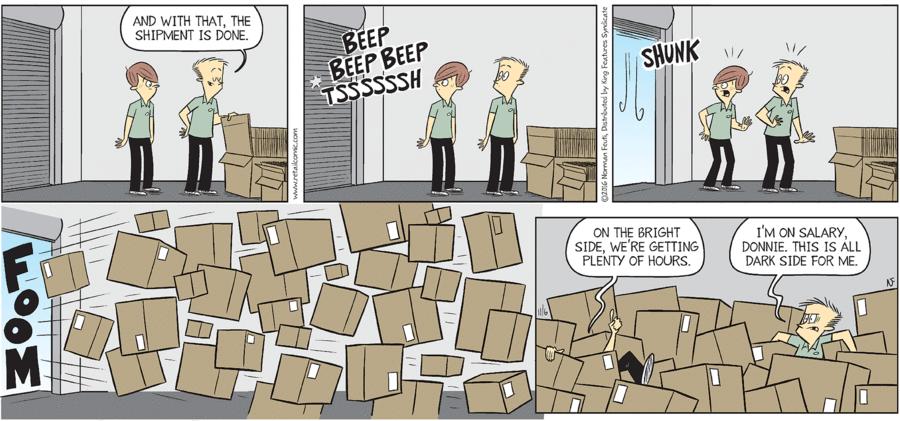 AND WITH THAT, THE
SHIPMENT IS DONE.
www.retailcomic.com
BEEP
BEEP BEEP
TSSSSSSH
©2016 Norman Feuti, Distributed by King Features Syndicate
SHUNK
FOOM
ON THE BRIGHT
SIDE, WE'RE GETTING
PLENTY OF HOURS.
I'M ON SALARY,
DONNIE. THIS IS ALL
DARK SIDE FOR ME.
11/6
NF